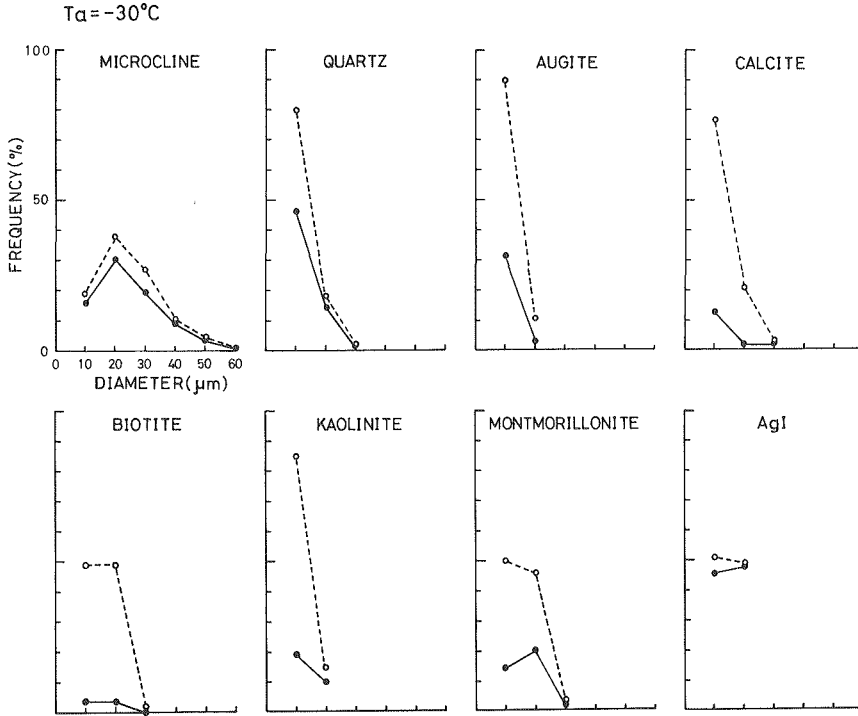 Ta=-30°C
MICROCLINE
QUARTZ
AUGITE
CALCITE
100
50
0
FREQUENCY(%)
10 20 30 40 50 60
DIAMETER(μm)
BIOTITE
KAOLINITE
MONTMORILLONITE
AgI